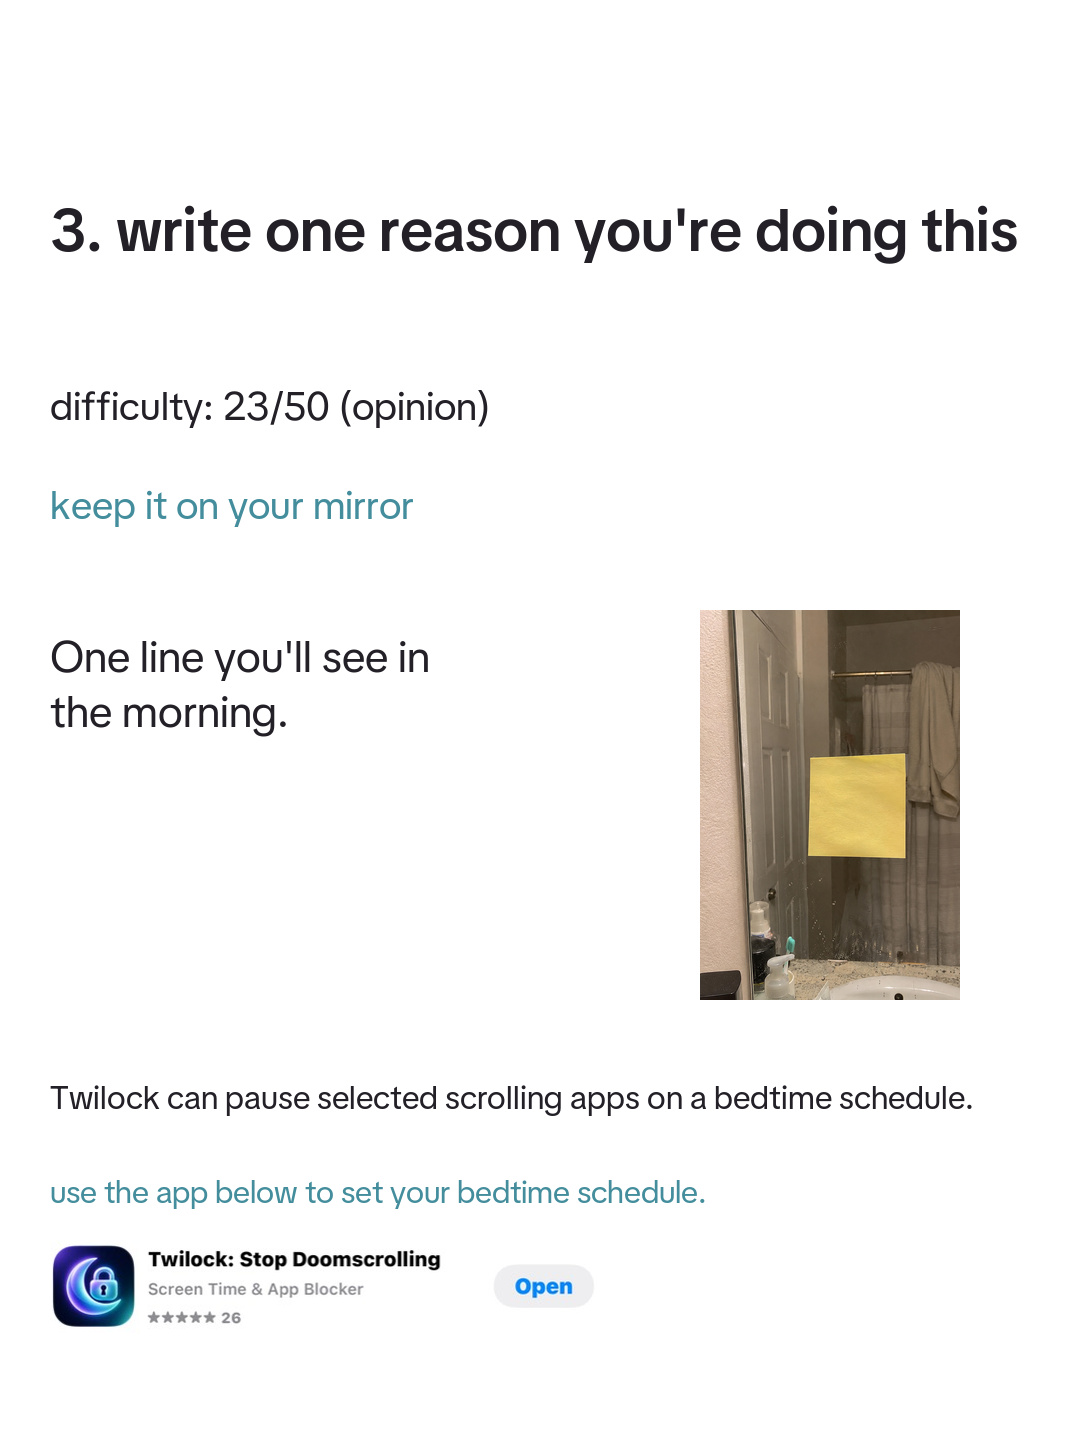 3. write one reason you're doing this
difficulty: 23/50 (opinion)
keep it on your mirror
One line you'll see in
the morning.
Twilock can pause selected scrolling apps on a bedtime schedule.
use the app below to set your bedtime schedule.
Twilock: Stop Doomscrolling
Screen Time & App Blocker
★★★★★ 26
Open